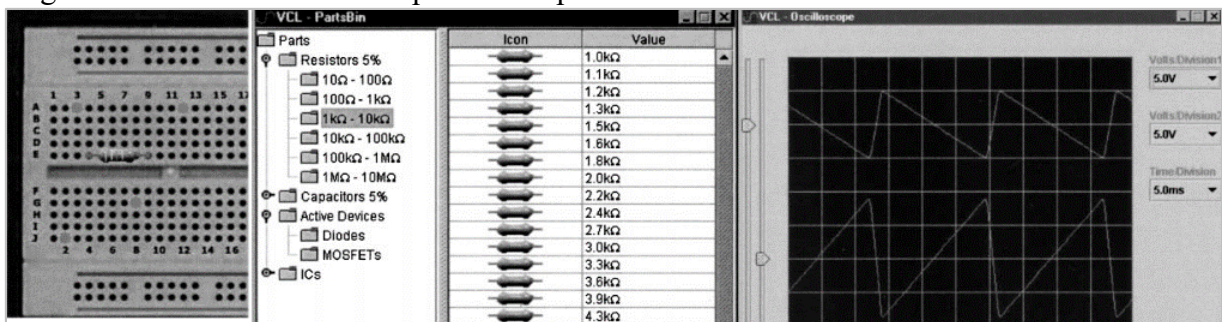 1 3 5 7 9 11 13 15
A
B
C
D
E
F
G
H
I
J
2 4 6 8 10 12 14 16
VCL - PartsBin
Parts
Resistors 5%
10Ω - 100Ω
100Ω - 1kΩ
1kΩ - 10kΩ
10kΩ - 100kΩ
100kΩ - 1MΩ
1MΩ - 10MΩ
Capacitors 5%
Active Devices
Diodes
MOSFETs
ICs
Icon Value
1.0kΩ
1.1kΩ
1.2kΩ
1.3kΩ
1.5kΩ
1.6kΩ
1.8kΩ
2.0kΩ
2.2kΩ
2.4kΩ
2.7kΩ
3.0kΩ
3.3kΩ
3.6kΩ
3.9kΩ
4.3kΩ
VCL - Oscilloscope
Volts/Division1
5.0V
Volts/Division2
5.0V
Time/Division
5.0ms